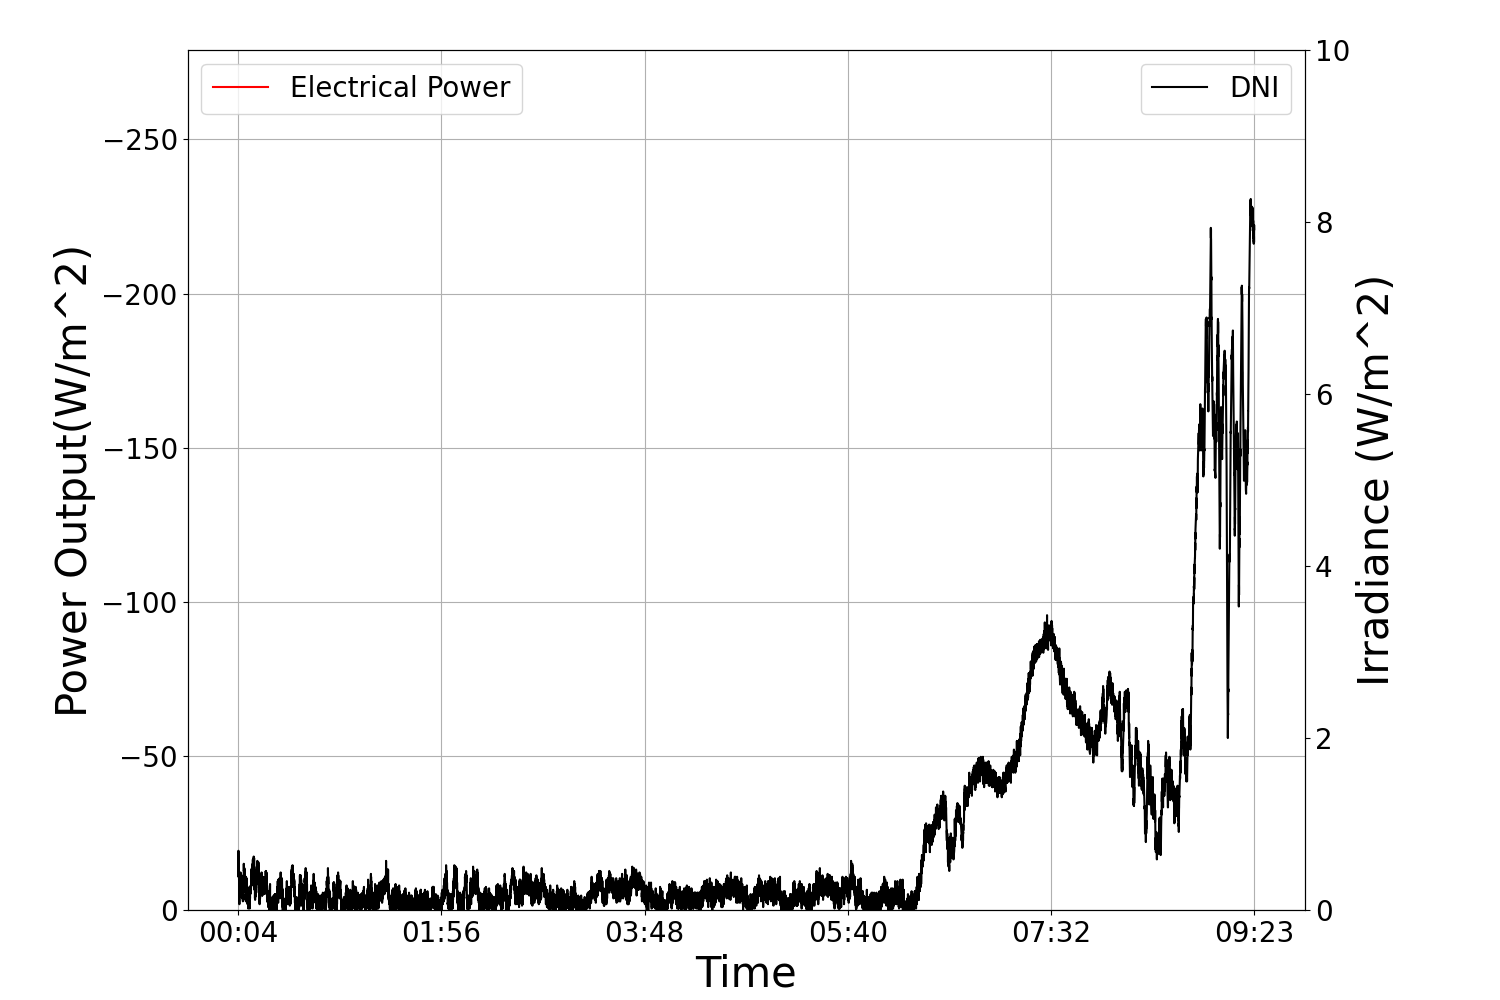 Electrical Power
DNI
Power Output(W/m^2)
−250
−200
−150
−100
−50
0
10
8
6
4
2
0
Irradiance (W/m^2)
00:04 01:56 03:48 05:40 07:32 09:23
Time